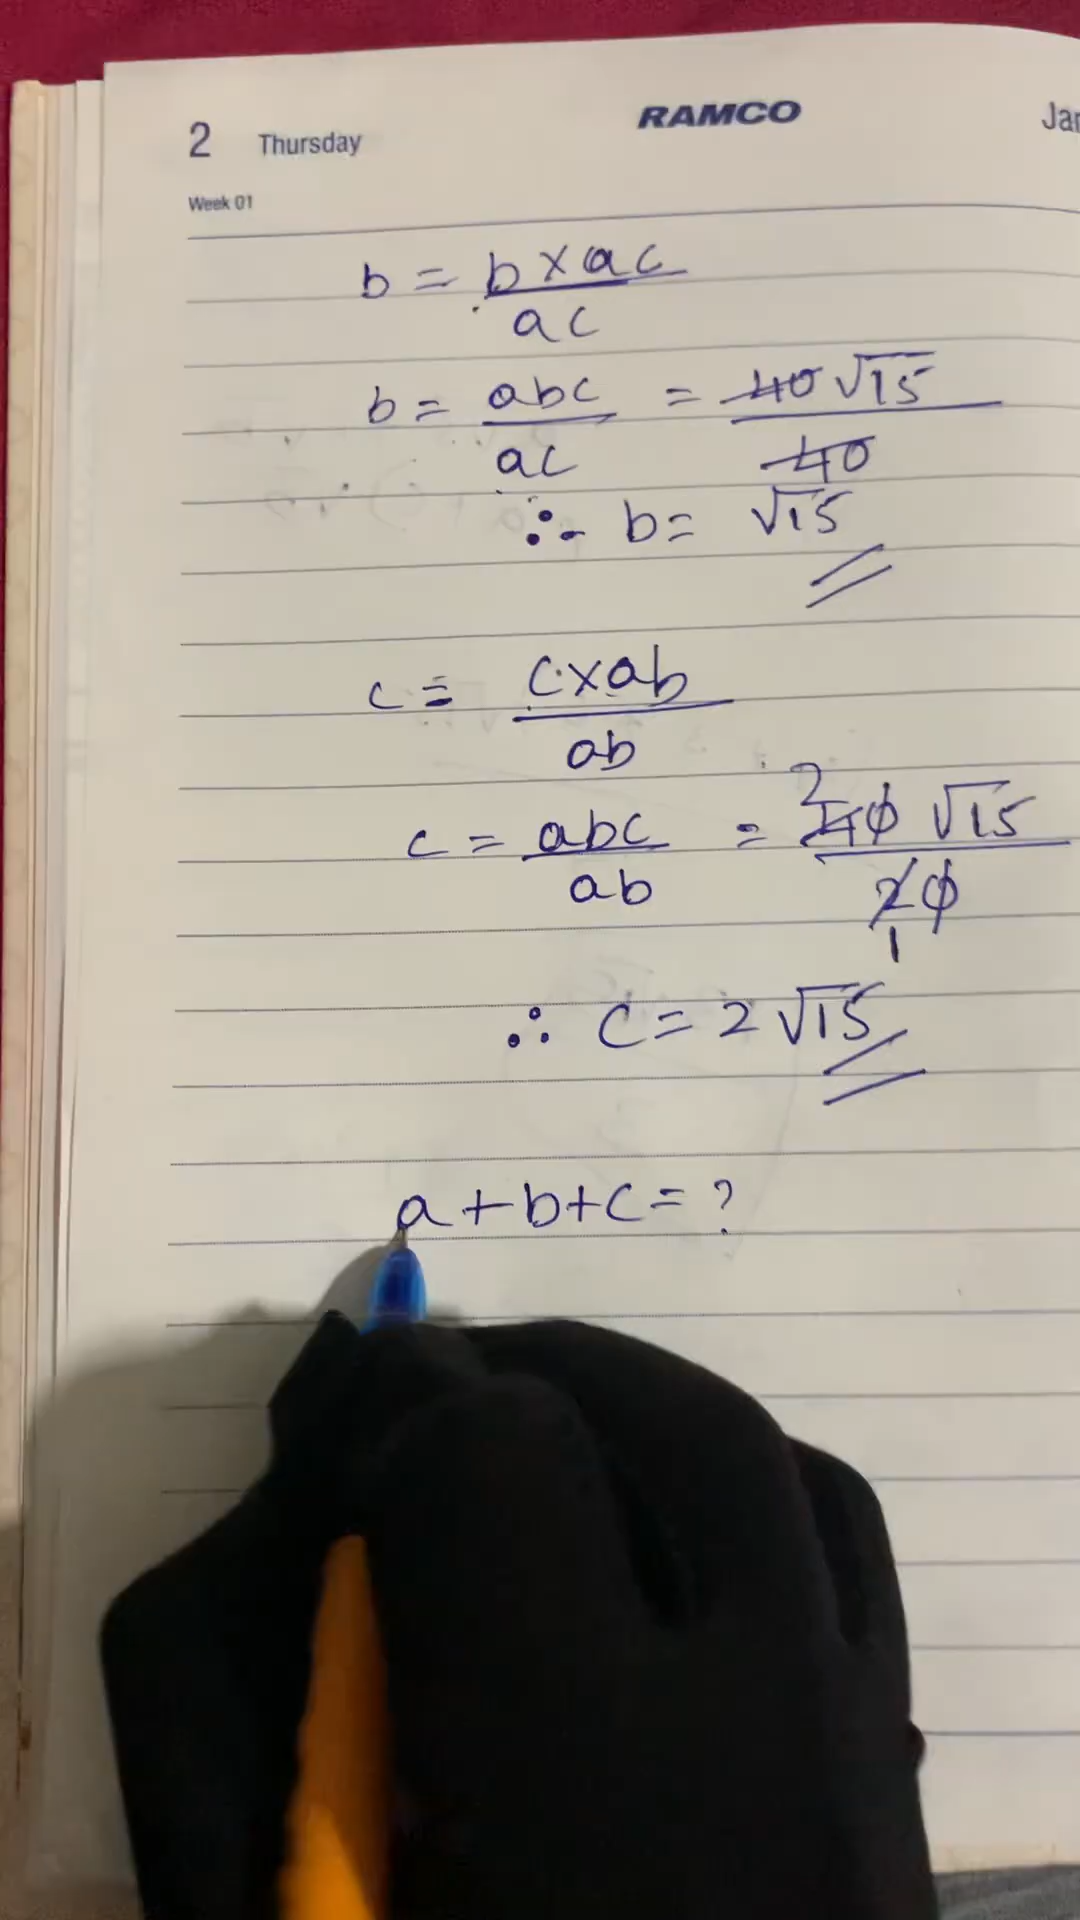 2 Thursday RAMCO Jan
Week 01
b = b × ac / ac
b = abc / ac = 40√15 / 40
∴ b = √15
c = c × ab / ab
c = abc / ab = 2 40 √15 / 20 1
∴ c = 2√15
a + b + c = ?